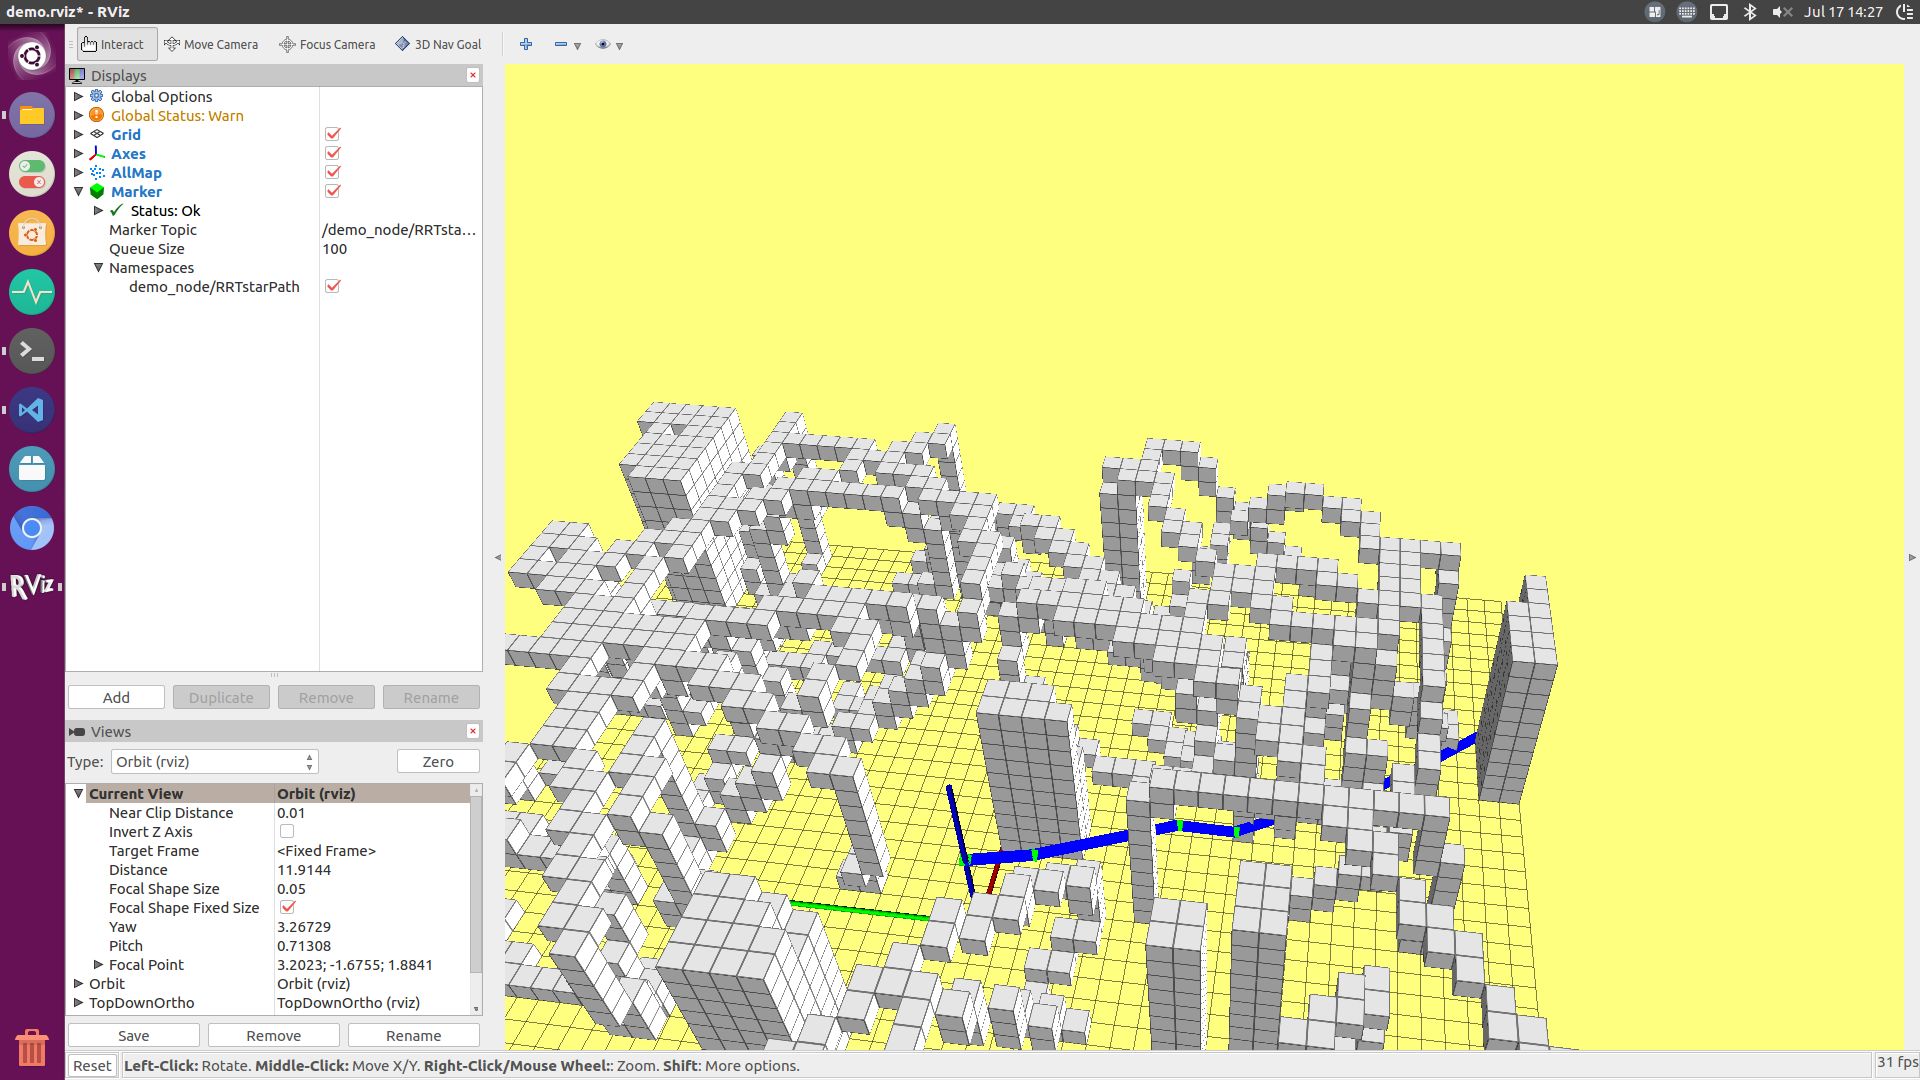 demo.rviz* - RViz
Jul 17 14:27
Interact
Move Camera
Focus Camera
3D Nav Goal
Displays
Global Options
Global Status: Warn
Grid
Axes
AllMap
Marker
Status: Ok
Marker Topic /demo_node/RRTsta...
Queue Size 100
Namespaces
demo_node/RRTstarPath
Add Duplicate Remove Rename
Views
Type: Orbit (rviz) Zero
Current View Orbit (rviz)
Near Clip Distance 0.01
Invert Z Axis
Target Frame <Fixed Frame>
Distance 11.9144
Focal Shape Size 0.05
Focal Shape Fixed Size
Yaw 3.26729
Pitch 0.71308
Focal Point 3.2023; -1.6755; 1.8841
Orbit Orbit (rviz)
TopDownOrtho TopDownOrtho (rviz)
Save Remove Rename
Reset Left-Click: Rotate. Middle-Click: Move X/Y. Right-Click/Mouse Wheel:: Zoom. Shift: More options. 31 fps
RViz